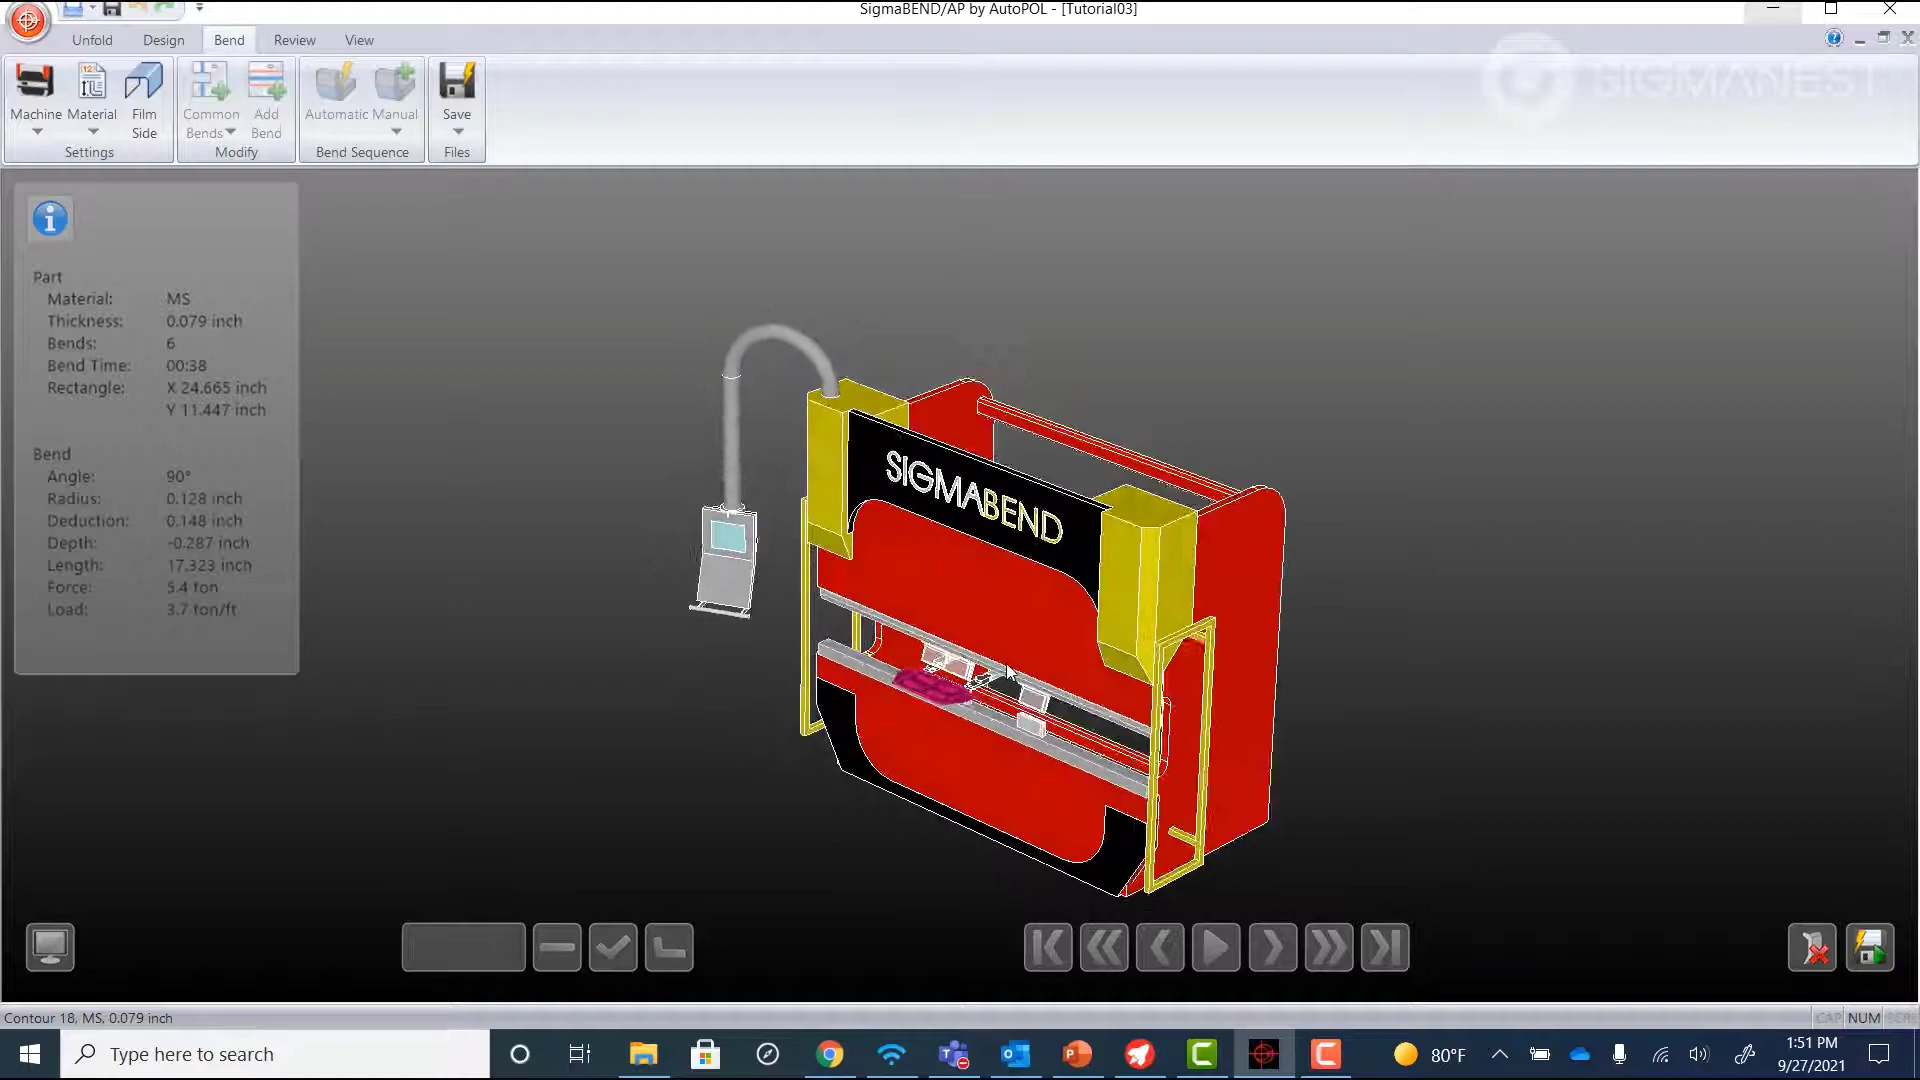 SigmaBEND/AP by AutoPOL - [Tutorial03]
Unfold Design Bend Review View
SIGMANEST
Machine Material Film Side
Common Bends Add Bend
Automatic Manual
Save
Settings Modify Bend Sequence Files
Part
Material: MS
Thickness: 0.079 inch
Bends: 6
Bend Time: 00:38
Rectangle: X 24.665 inch
Y 11.447 inch
Bend
Angle: 90°
Radius: 0.128 inch
Deduction: 0.148 inch
Depth: -0.287 inch
Length: 17.323 inch
Force: 5.4 ton
Load: 3.7 ton/ft
SIGMABEND
Contour 18, MS, 0.079 inch
CAP NUM SCRL
Type here to search
80°F
1:51 PM
9/27/2021